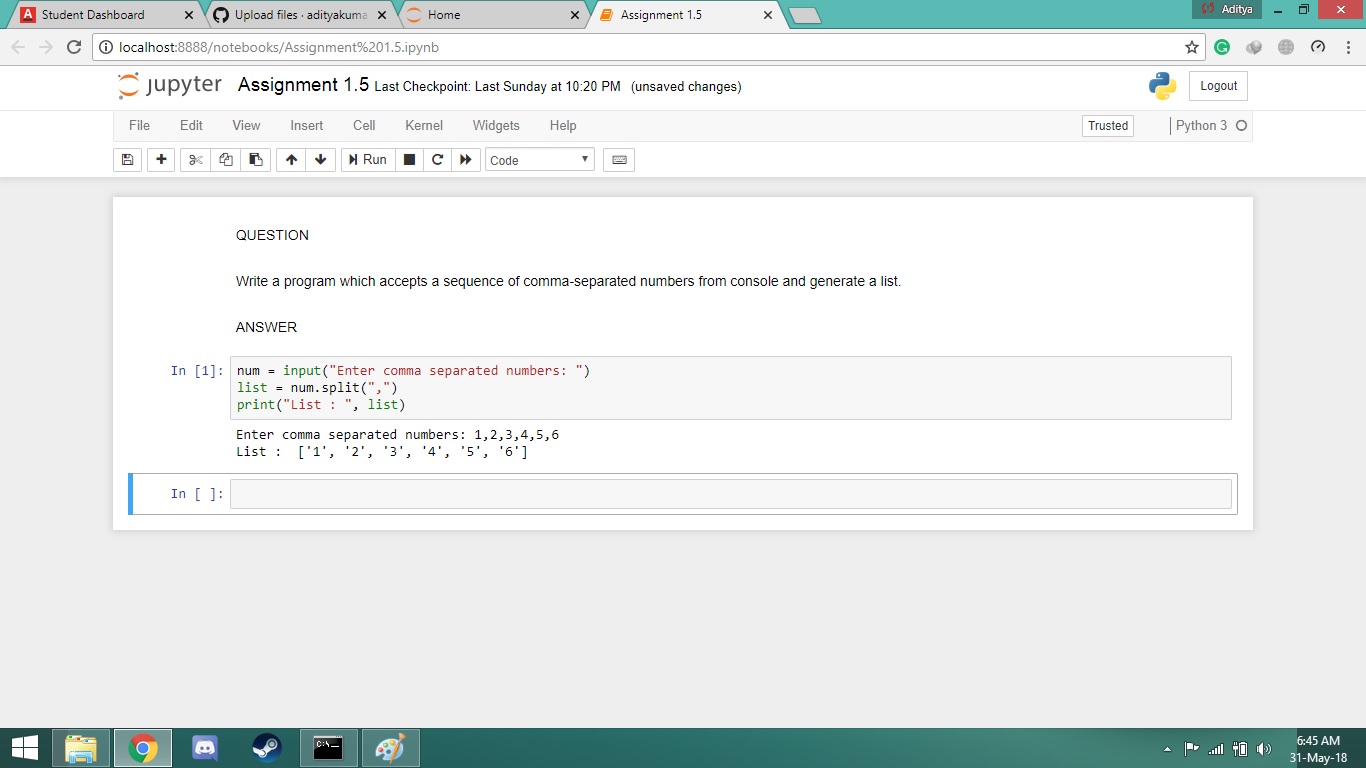 Student Dashboard
Upload files · adityakuma
Home
Assignment 1.5
Aditya
localhost:8888/notebooks/Assignment%201.5.ipynb
jupyter Assignment 1.5 Last Checkpoint: Last Sunday at 10:20 PM (unsaved changes)
Logout
File Edit View Insert Cell Kernel Widgets Help
Trusted
Python 3
Run
Code
QUESTION
Write a program which accepts a sequence of comma-separated numbers from console and generate a list.
ANSWER
In [1]: num = input("Enter comma separated numbers: ")
list = num.split(",")
print("List : ", list)
Enter comma separated numbers: 1,2,3,4,5,6
List :  ['1', '2', '3', '4', '5', '6']
In [ ]:
6:45 AM
31-May-18